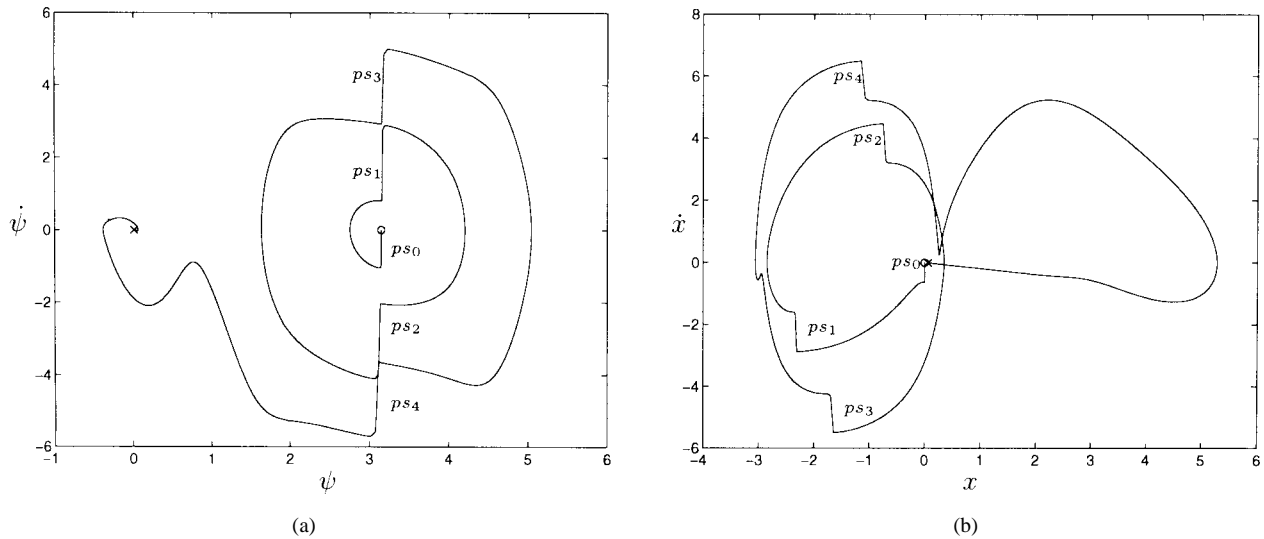 6
4
2
0
−2
−4
−6
−1
0
1
2
3
4
5
6
ψ̇
ψ
ps₃
ps₁
ps₀
ps₂
ps₄
(a)
8
6
4
2
0
−2
−4
−6
−4
−3
−2
−1
0
1
2
3
4
5
6
ẋ
x
ps₄
ps₂
ps₀
ps₁
ps₃
(b)